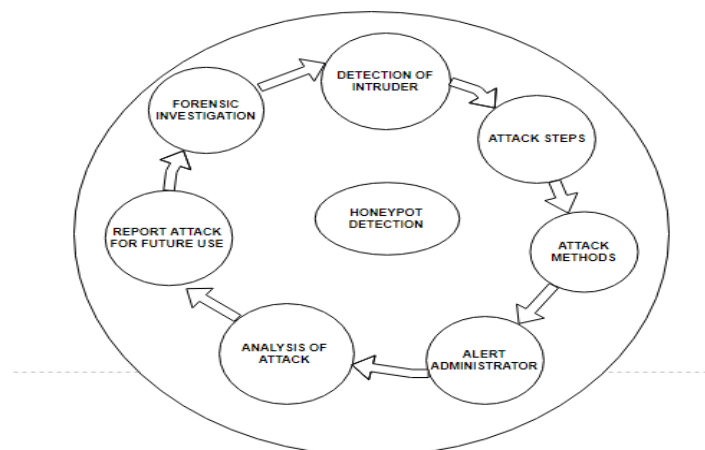 DETECTION OF
INTRUDER
ATTACK STEPS
ATTACK
METHODS
ALERT
ADMINISTRATOR
ANALYSIS OF
ATTACK
REPORT ATTACK
FOR FUTURE USE
FORENSIC
INVESTIGATION
HONEYPOT
DETECTION